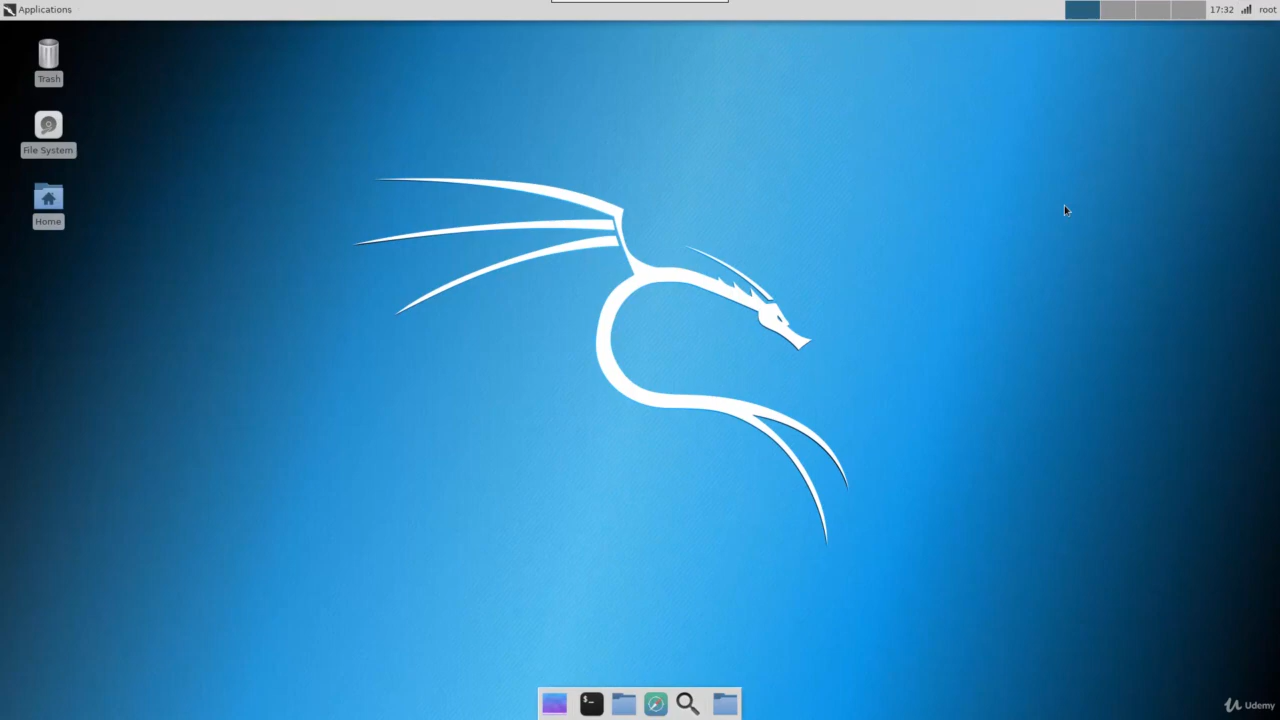 Applications
17:32
root
Trash
File System
Home
$_
Udemy